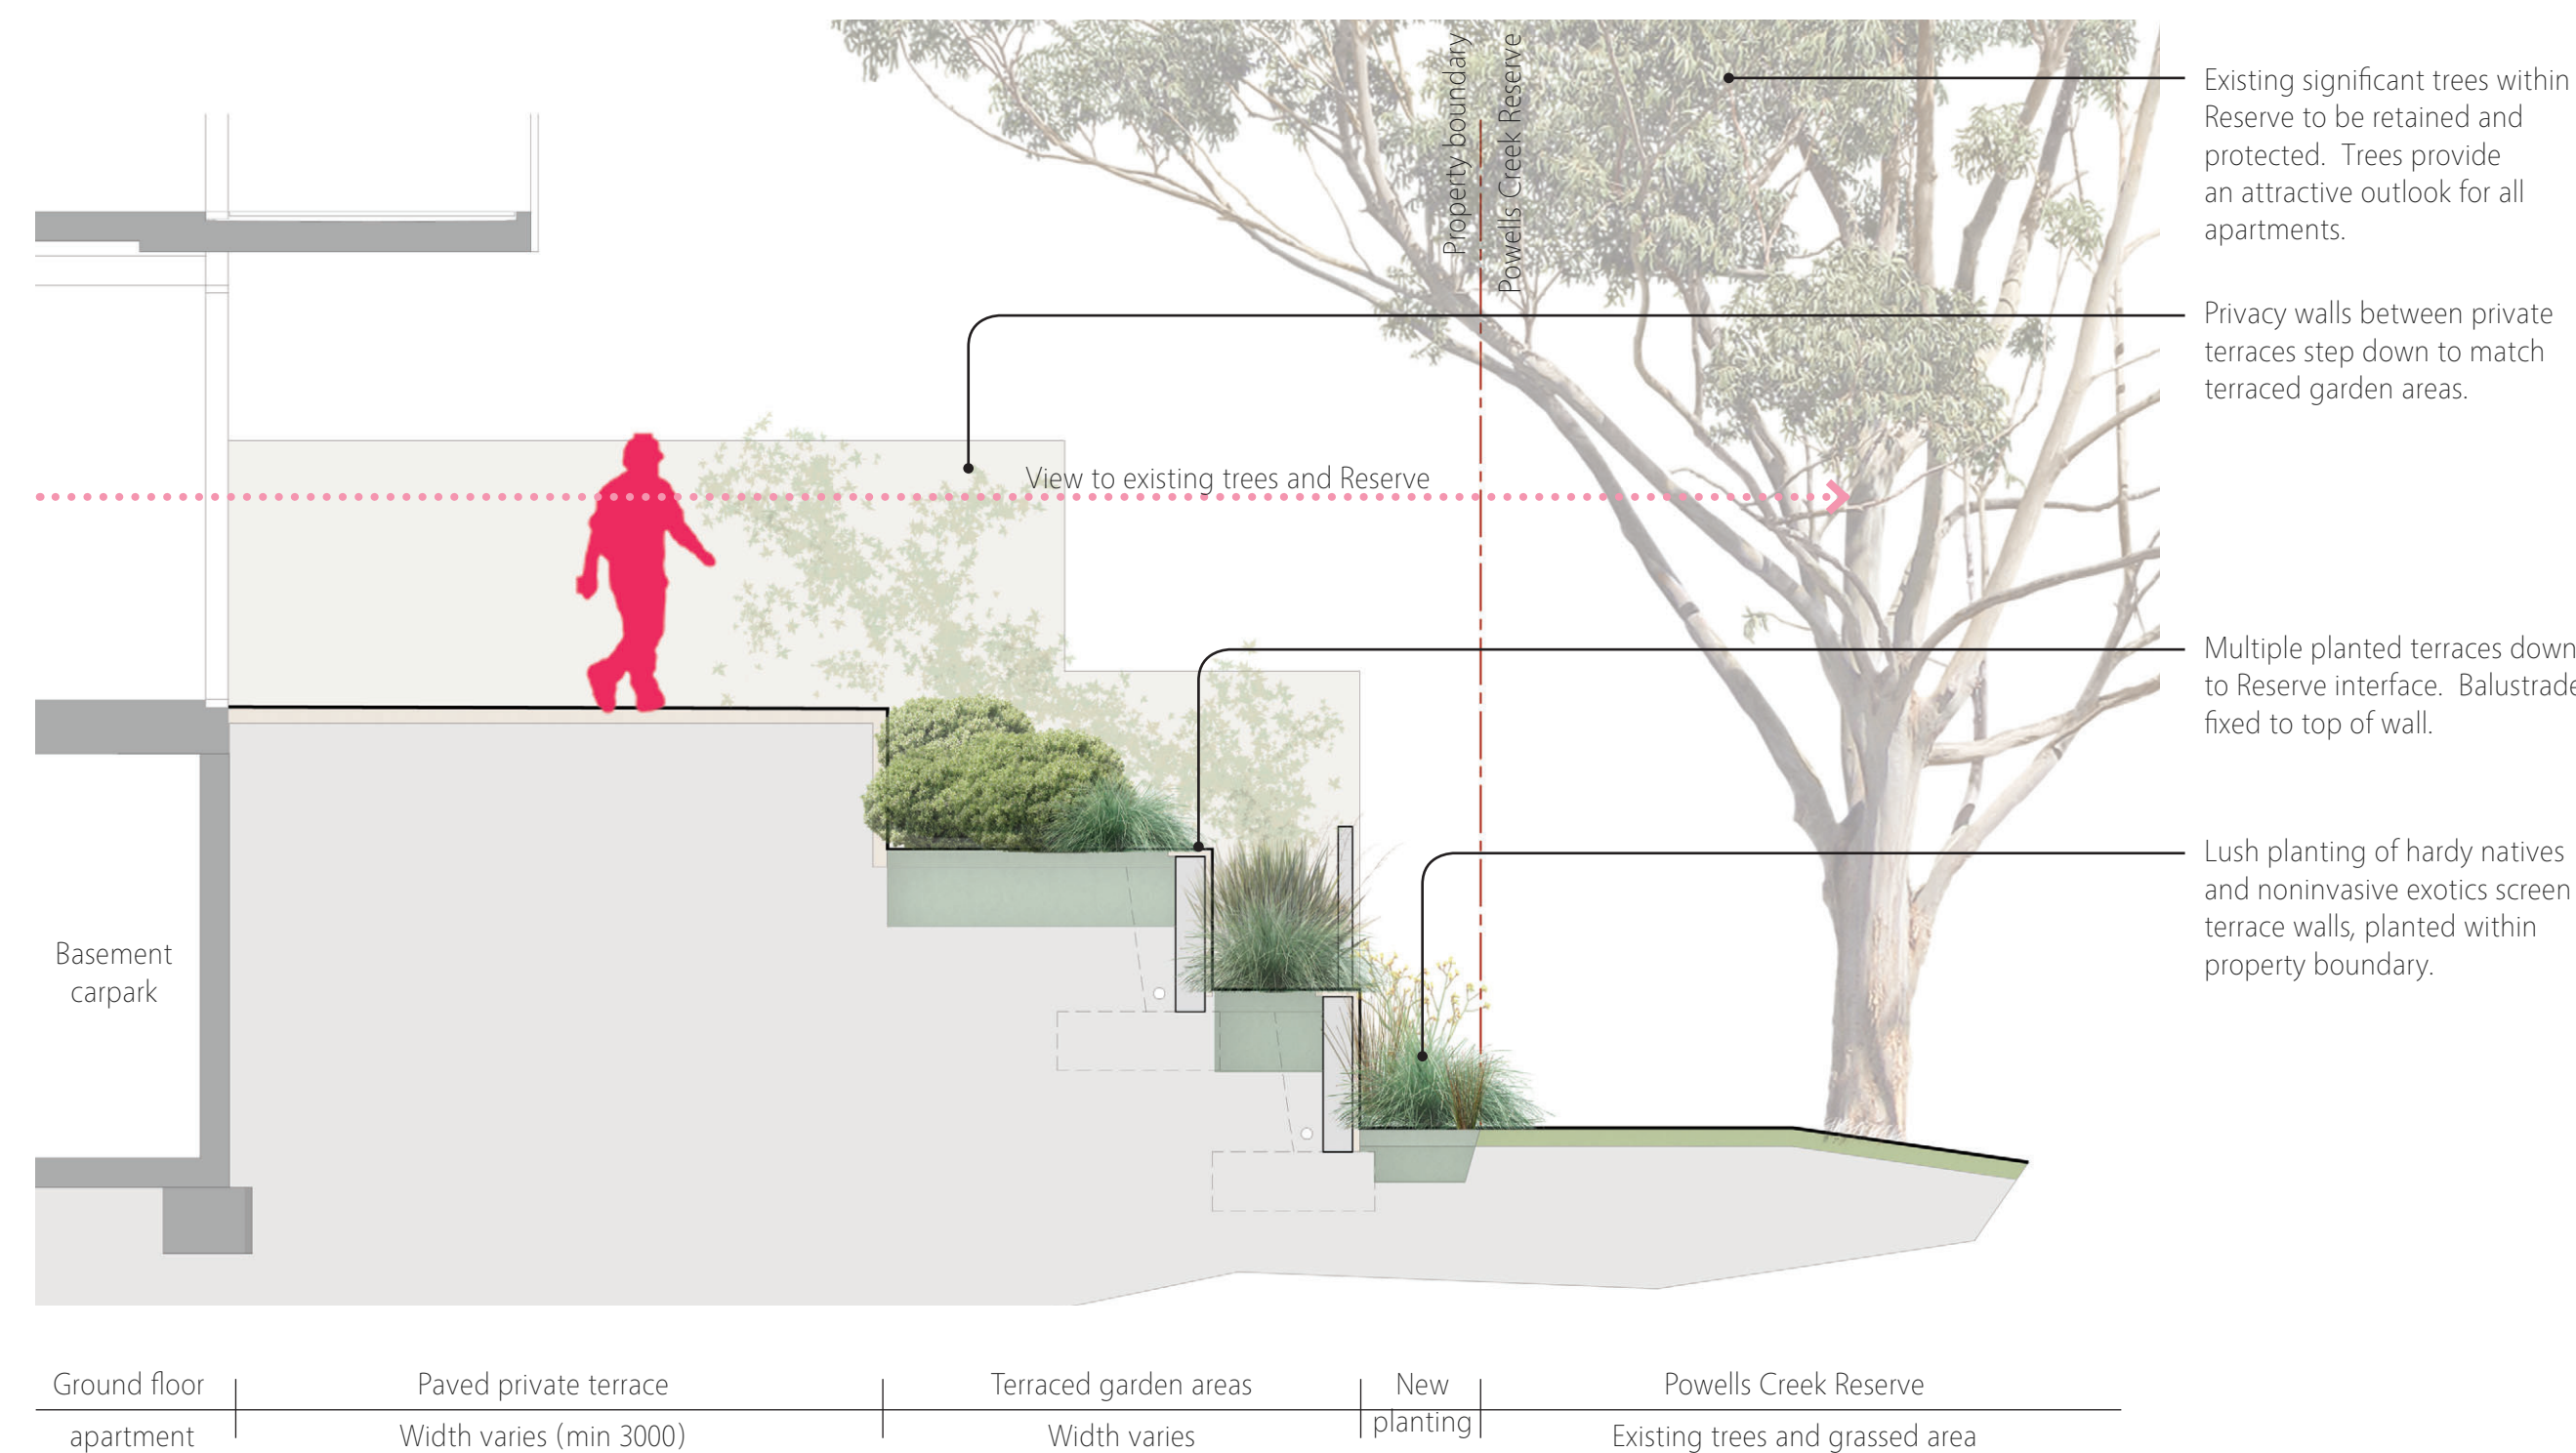 Property boundary
Powells Creek Reserve
Existing significant trees within
Reserve to be retained and
protected. Trees provide
an attractive outlook for all
apartments.
Privacy walls between private
terraces step down to match
terraced garden areas.
View to existing trees and Reserve
Multiple planted terraces down
to Reserve interface. Balustrade
fixed to top of wall.
Lush planting of hardy natives
and noninvasive exotics screen
terrace walls, planted within
property boundary.
Basement
carpark
Ground floor
apartment
Paved private terrace
Width varies (min 3000)
Terraced garden areas
Width varies
New
planting
Powells Creek Reserve
Existing trees and grassed area